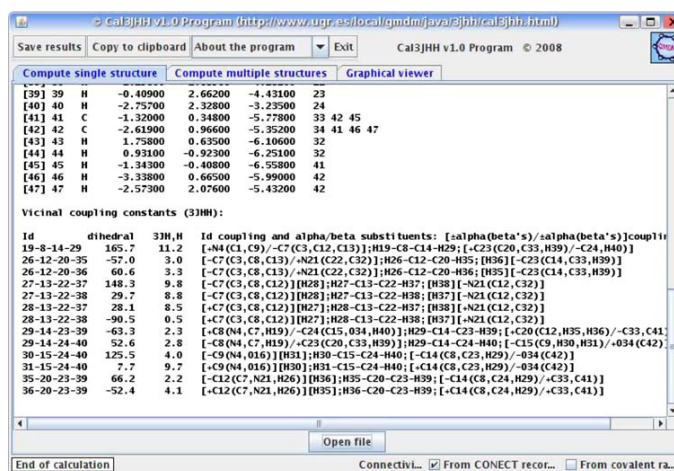 Cal3JHH v1.0 Program (http://www.ugr.es/local/gmdm/java/3jhh/cal3jhh.html)
Save results Copy to clipboard About the program Exit Cal3JHH v1.0 Program © 2008
Compute single structure Compute multiple structures Graphical viewer
[39] 39 H -0.40900 2.66200 -4.43100 23
[40] 40 H -2.75700 2.32800 -3.23500 24
[41] 41 C -1.32000 0.34800 -5.77800 33 42 45
[42] 42 C -2.61900 0.96600 -5.35200 34 41 46 47
[43] 43 H 1.75800 0.63500 -6.10600 32
[44] 44 H 0.93100 -0.92300 -6.25100 32
[45] 45 H -1.34300 -0.40800 -6.55800 41
[46] 46 H -3.33800 0.66500 -5.99000 42
[47] 47 H -2.57300 2.07600 -5.43200 42
Vicinal coupling constants (3JHH):
Id dihedral 3JH,H Id coupling and alpha/beta substituents: [±alpha(beta's)/±alpha(beta's)]couplin
19-8-14-29 165.7 11.2 [+N4(C1,C9)/-C7(C3,C12,C13)];H19-C8-C14-H29;[+C23(C20,C33,H39)/-C24,H40)]
26-12-20-35 -57.0 3.0 [-C7(C3,C8,C13)/+N21(C22,C32)];H26-C12-C20-H35;[H36][-C23(C14,C33,H39)]
26-12-20-36 60.6 3.3 [-C7(C3,C8,C13)/+N21(C22,C32)];H26-C12-C20-H36;[H35][+C23(C14,C33,H39)]
27-13-22-37 148.3 9.8 [-C7(C3,C8,C12)][H28];H27-C13-C22-H37;[H38][-N21(C12,C32)]
27-13-22-38 29.7 8.8 [-C7(C3,C8,C12)][H28];H27-C13-C22-H38;[H37][+N21(C12,C32)]
28-13-22-37 28.1 8.5 [+C7(C3,C8,C12)][H27];H28-C13-C22-H37;[H38][-N21(C12,C32)]
28-13-22-38 -90.5 0.5 [+C7(C3,C8,C12)][H27];H28-C13-C22-H38;[H37][+N21(C12,C32)]
29-14-23-39 -63.3 2.3 [+C8(N4,C7,H19)/-C24(C15,O34,H40)];H29-C14-C23-H39;[+C20(C12,H35,H36)/-C33,C41)
29-14-24-40 52.6 2.8 [-C8(N4,C7,H19)/+C23(C20,C33,H39)];H29-C14-C24-H40;[-C15(C9,H30,H31)/+O34(C42)]
30-15-24-40 125.5 4.0 [-C9(N4,O16)][H31];H30-C15-C24-H40;[-C14(C8,C23,H29)/-O34(C42)]
31-15-24-40 7.7 9.7 [+C9(N4,O16)][H30];H31-C15-C24-H40;[-C14(C8,C23,H29)/-O34(C42)]
35-20-23-39 66.2 2.2 [-C12(C7,N21,H26)][H36];H35-C20-C23-H39;[-C14(C8,C24,H29)/+C33,C41)]
36-20-23-39 -52.4 4.1 [+C12(C7,N21,H26)][H35];H36-C20-C23-H39;[-C14(C8,C24,H29)/+C33,C41)]
Open file
End of calculation Connectivi... From CONECT recor... From covalent ra...